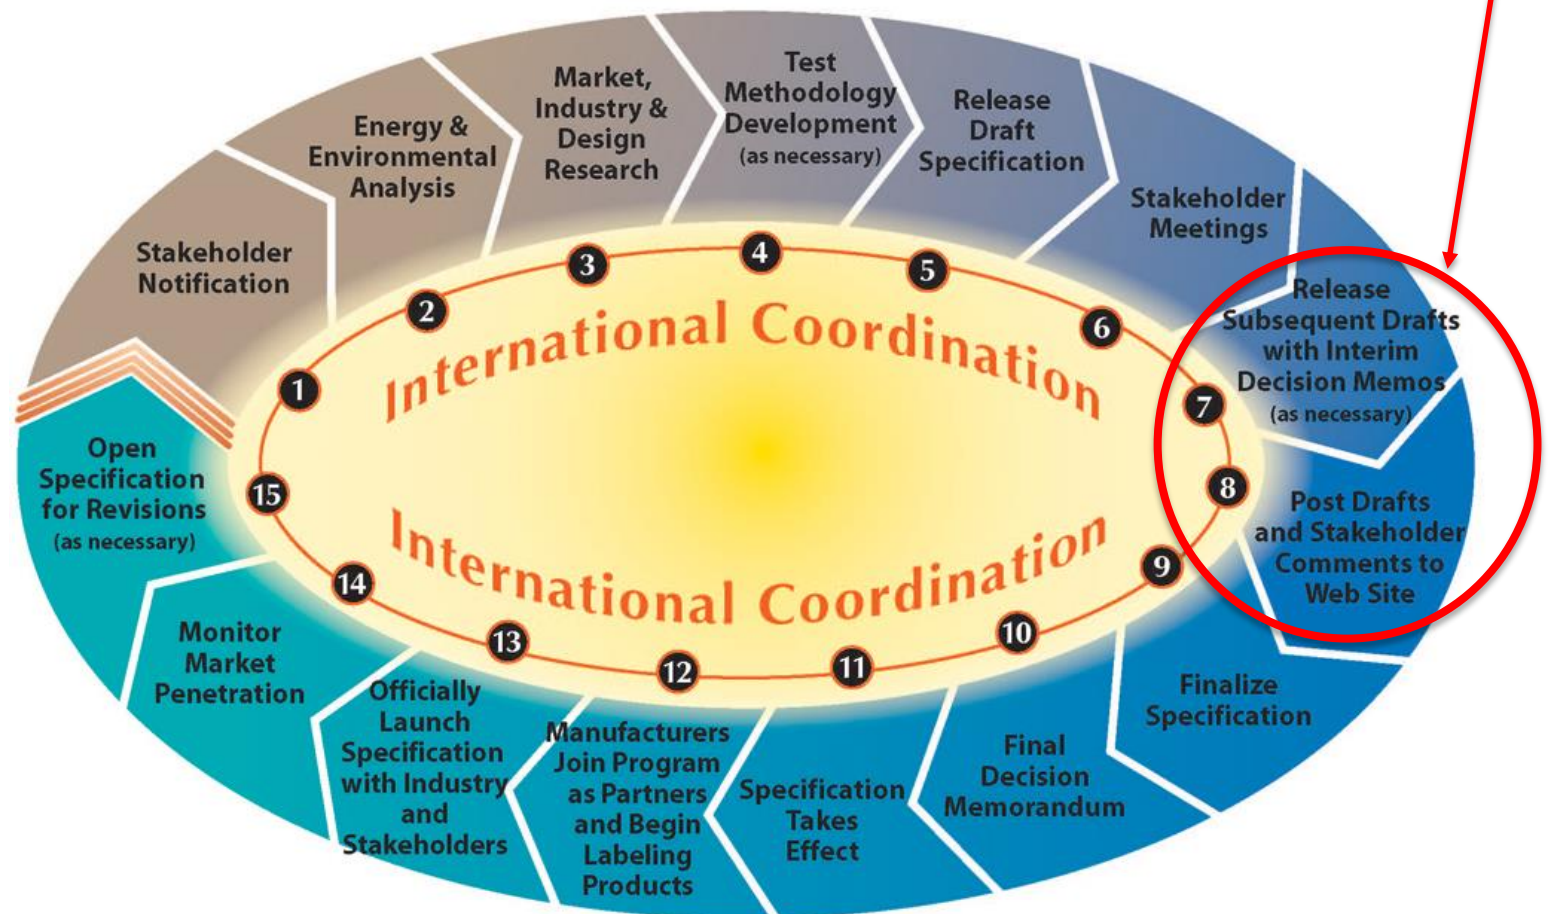 Stakeholder
Notification
1
Energy &
Environmental
Analysis
2
Market,
Industry &
Design
Research
3
Test
Methodology
Development
(as necessary)
4
Release
Draft
Specification
5
Stakeholder
Meetings
6
Release
Subsequent Drafts
with Interim
Decision Memos
(as necessary)
7
Post Drafts
and Stakeholder
Comments to
Web Site
8
Finalize
Specification
9
Final
Decision
Memorandum
10
Specification
Takes
Effect
11
Manufacturers
Join Program
as Partners
and Begin
Labeling
Products
12
Officially
Launch
Specification
with Industry
and
Stakeholders
13
Monitor
Market
Penetration
14
Open
Specification
for Revisions
(as necessary)
15
International Coordination
International Coordination